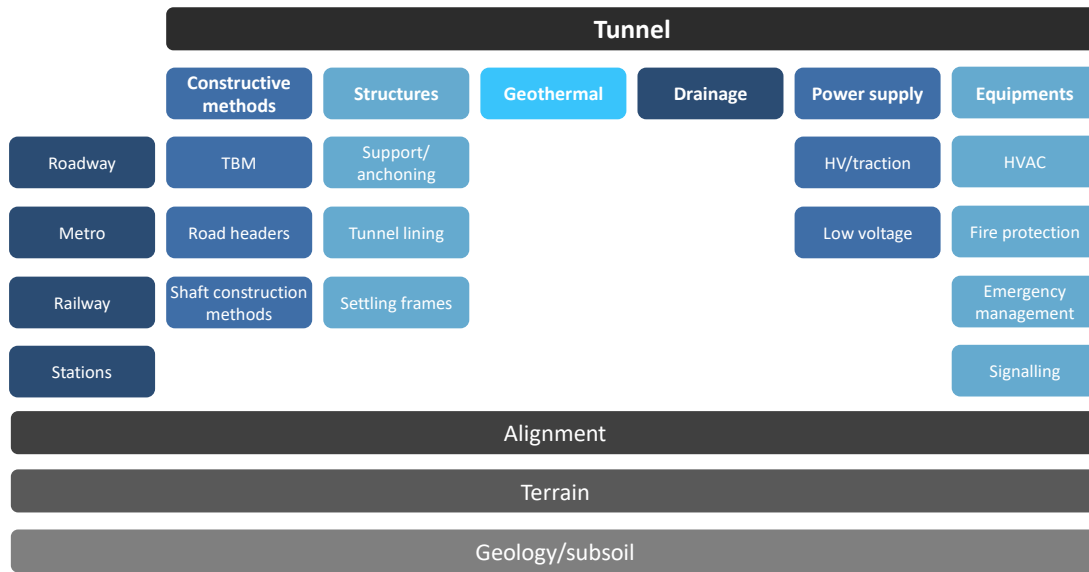 Tunnel
Constructive
methods
Structures
Geothermal
Drainage
Power supply
Equipments
Roadway
TBM
Support/
anchoning
HV/traction
HVAC
Metro
Road headers
Tunnel lining
Low voltage
Fire protection
Railway
Shaft construction
methods
Settling frames
Emergency
management
Stations
Signalling
Alignment
Terrain
Geology/subsoil